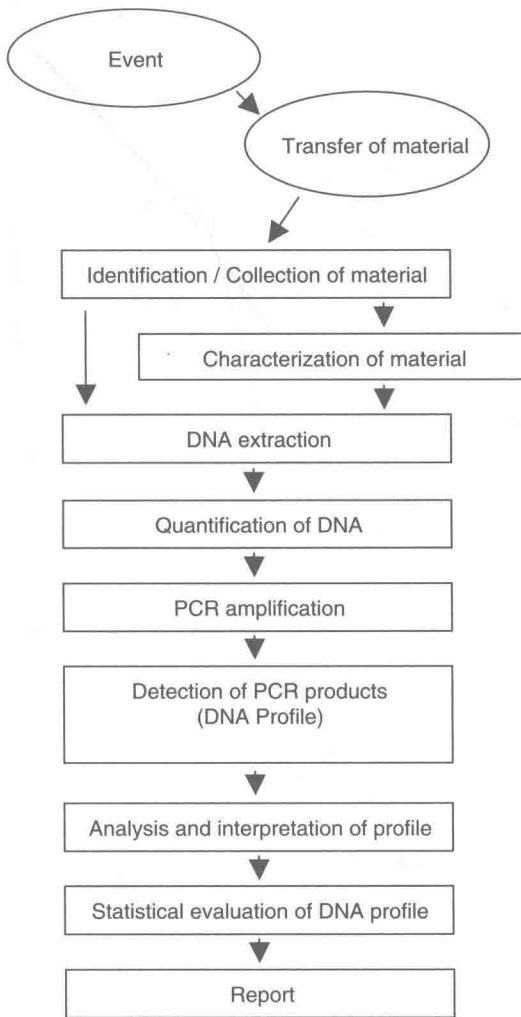 Event
Transfer of material
Identification / Collection of material
Characterization of material
DNA extraction
Quantification of DNA
PCR amplification
Detection of PCR products
(DNA Profile)
Analysis and interpretation of profile
Statistical evaluation of DNA profile
Report